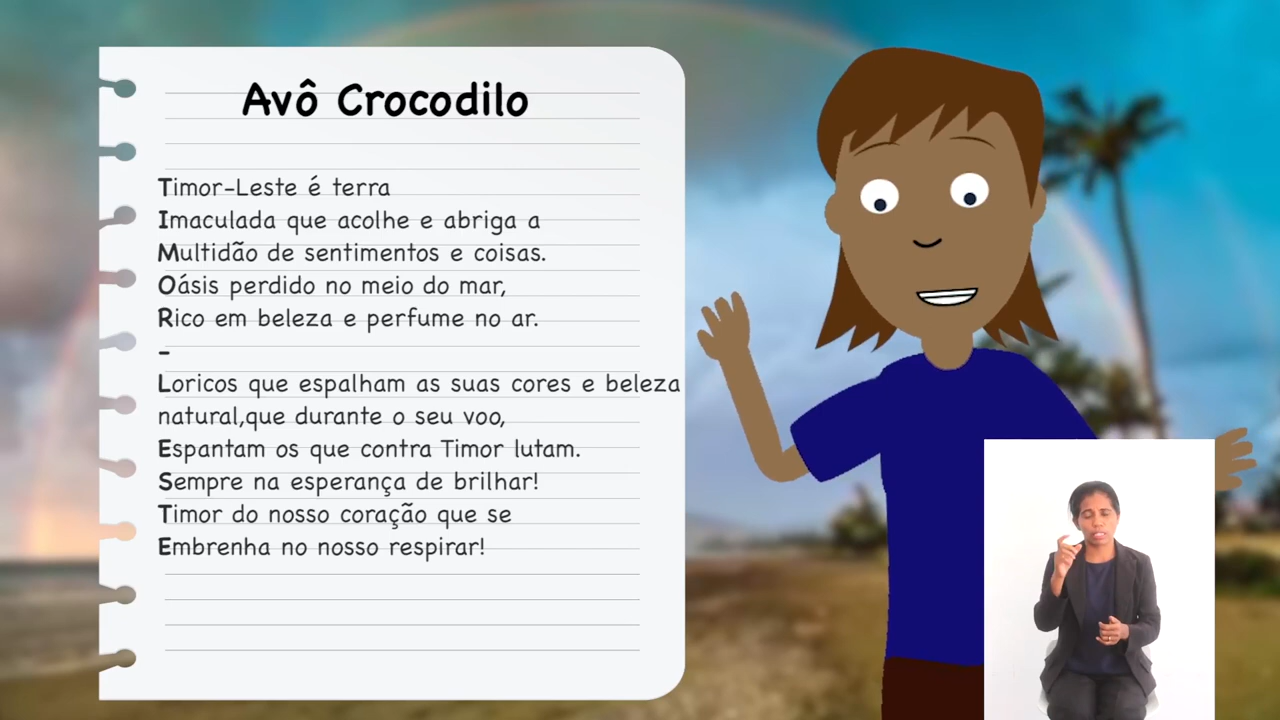 Avô Crocodilo
Timor-Leste é terra
Imaculada que acolhe e abriga a
Multidão de sentimentos e coisas.
Oásis perdido no meio do mar,
Rico em beleza e perfume no ar.
-
Loricos que espalham as suas cores e beleza
natural,que durante o seu voo,
Espantam os que contra Timor lutam.
Sempre na esperança de brilhar!
Timor do nosso coração que se
Embrenha no nosso respirar!